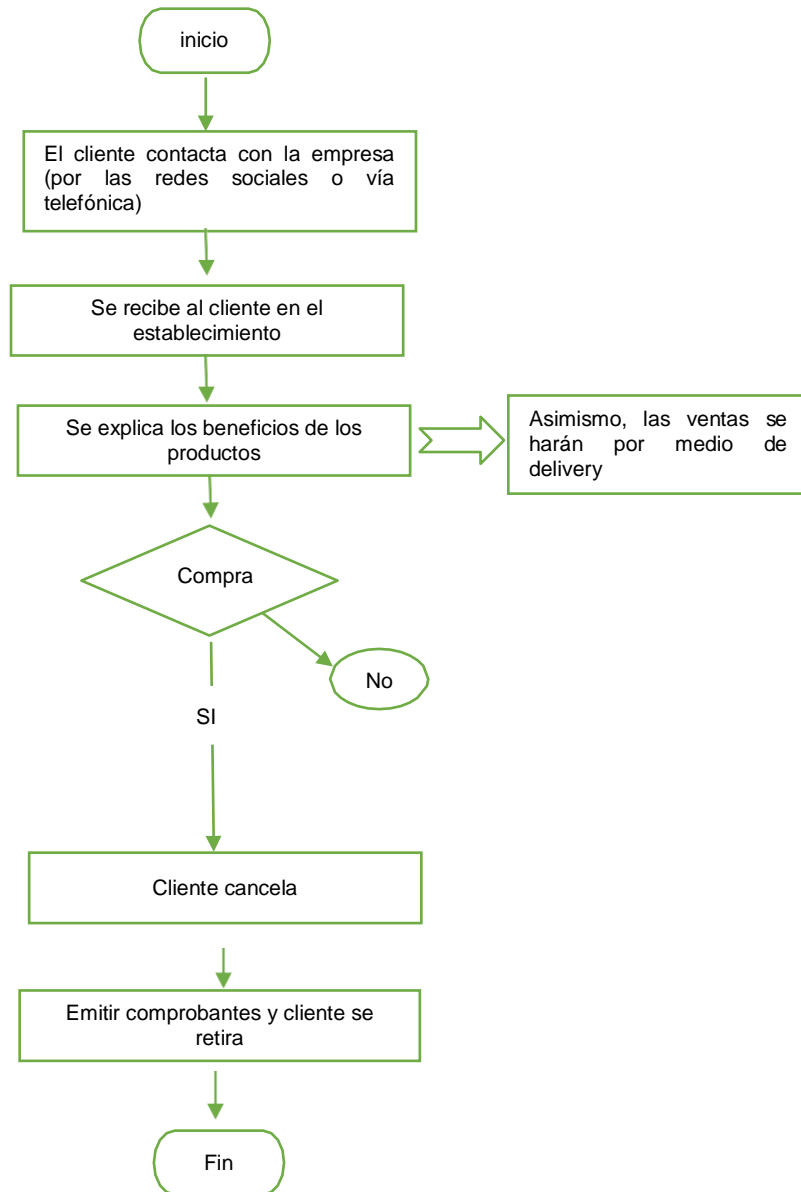 inicio
El cliente contacta con la empresa
(por las redes sociales o vía
telefónica)
Se recibe al cliente en el
establecimiento
Se explica los beneficios de los
productos
Asimismo, las ventas se
harán por medio de
delivery
Compra
No
SI
Cliente cancela
Emitir comprobantes y cliente se
retira
Fin